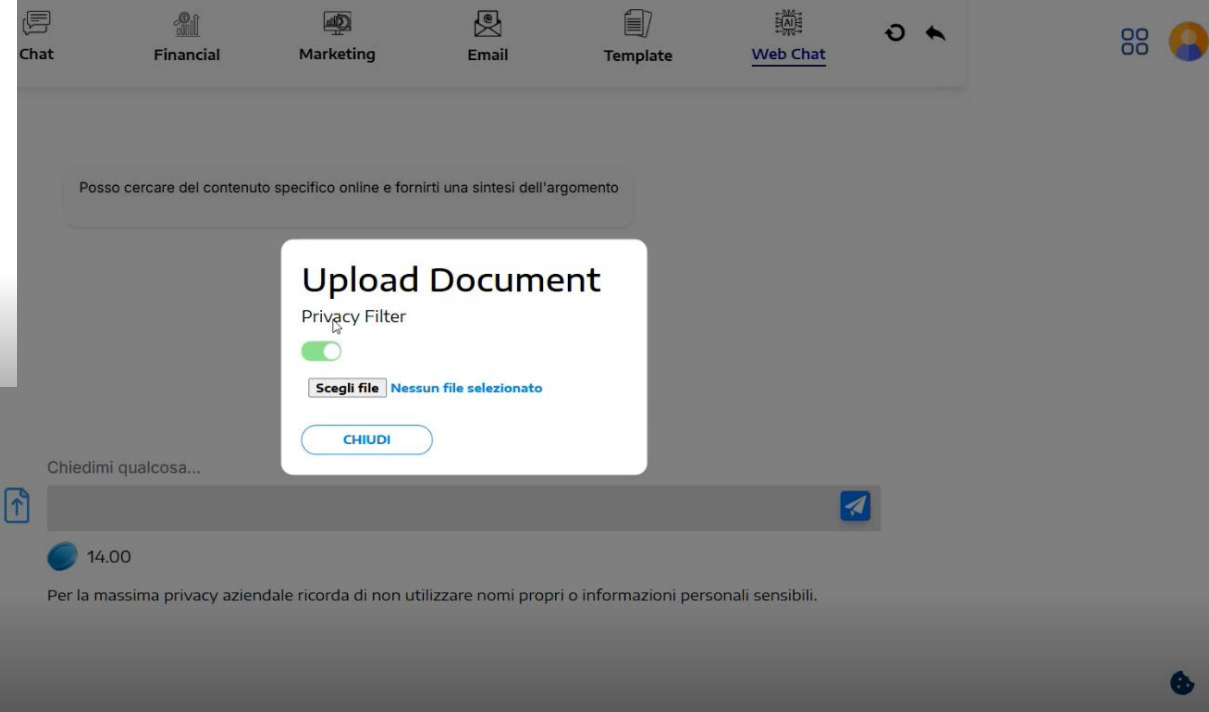 Chat
Financial
Marketing
Email
Template
Web Chat
AI
Posso cercare del contenuto specifico online e fornirti una sintesi dell'argomento
Upload Document
Privacy Filter
Scegli file Nessun file selezionato
CHIUDI
Chiedimi qualcosa...
14.00
Per la massima privacy aziendale ricorda di non utilizzare nomi propri o informazioni personali sensibili.